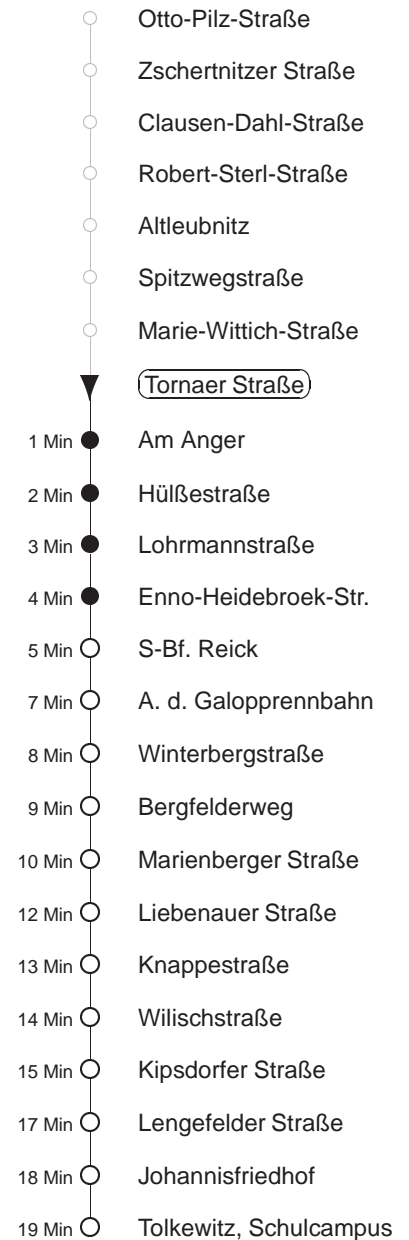 Otto-Pilz-Straße
Zschertnitzer Straße
Clausen-Dahl-Straße
Robert-Sterl-Straße
Altleubnitz
Spitzwegstraße
Marie-Wittich-Straße
Tornaer Straße
1 Min Am Anger
2 Min Hülßestraße
3 Min Lohrmannstraße
4 Min Enno-Heidebroek-Str.
5 Min S-Bf. Reick
7 Min A. d. Galopprennbahn
8 Min Winterbergstraße
9 Min Bergfelderweg
10 Min Marienberger Straße
12 Min Liebenauer Straße
13 Min Knappestraße
14 Min Wilischstraße
15 Min Kipsdorfer Straße
17 Min Lengefelder Straße
18 Min Johannisfriedhof
19 Min Tolkewitz, Schulcampus